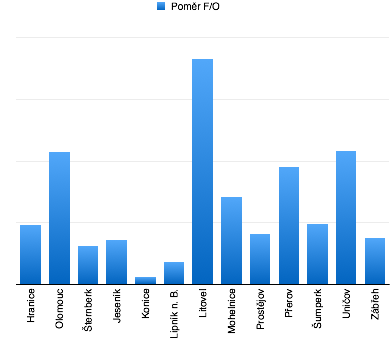 Poměr F/O
Hranice
Olomouc
Šternberk
Jeseník
Konice
Lipník n. B.
Litovel
Mohelnice
Prostějov
Přerov
Šumperk
Uničov
Zábřeh